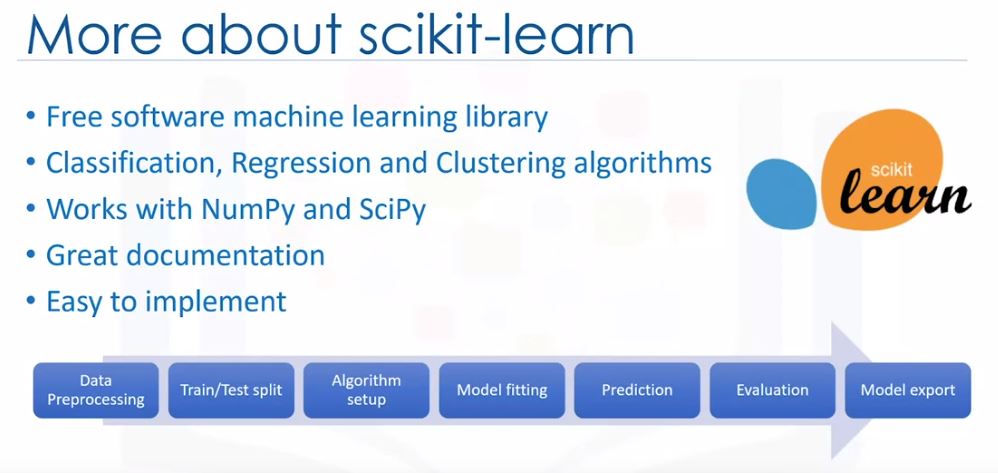 More about scikit-learn
• Free software machine learning library
• Classification, Regression and Clustering algorithms
• Works with NumPy and SciPy
• Great documentation
• Easy to implement
scikit
learn
Data
Preprocessing
Train/Test split
Algorithm
setup
Model fitting
Prediction
Evaluation
Model export